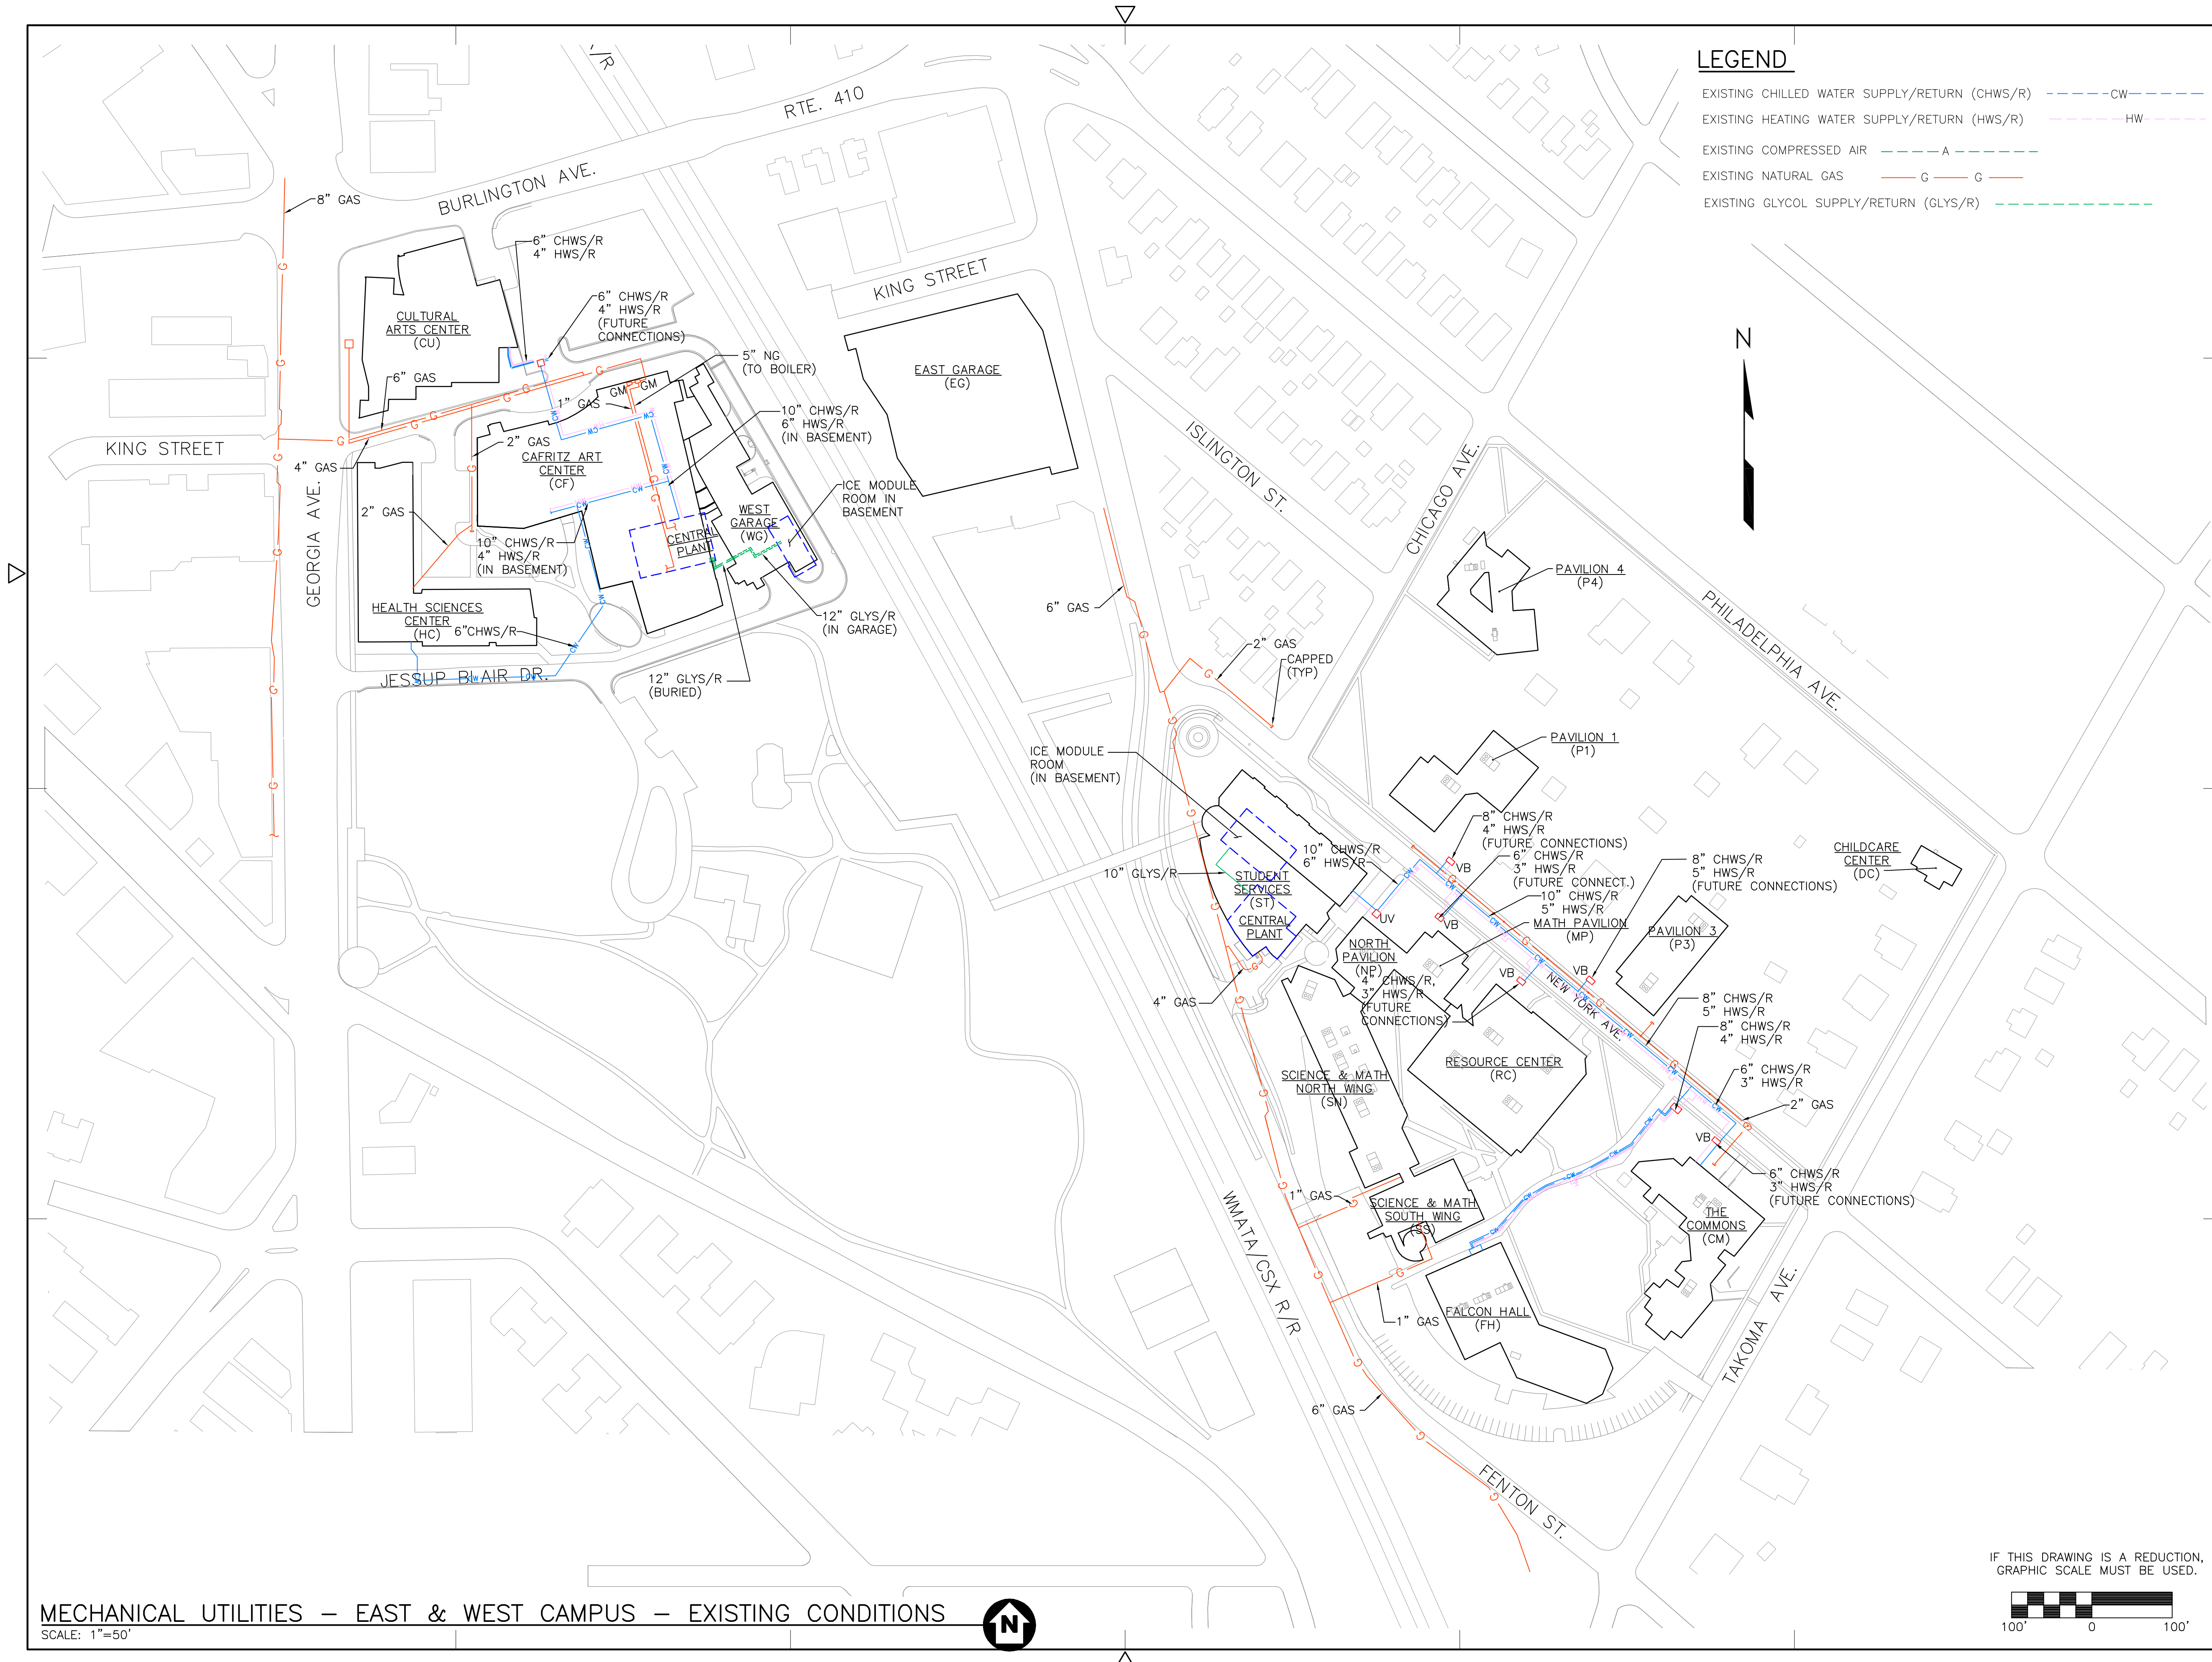 LEGEND
EXISTING CHILLED WATER SUPPLY/RETURN (CHWS/R)
CW
EXISTING HEATING WATER SUPPLY/RETURN (HWS/R)
HW
EXISTING COMPRESSED AIR
A
EXISTING NATURAL GAS
G G
EXISTING GLYCOL SUPPLY/RETURN (GLYS/R)
N
/R
RTE. 410
BURLINGTON AVE.
8" GAS
6" CHWS/R
4" HWS/R
6" CHWS/R
4" HWS/R
(FUTURE
CONNECTIONS)
CULTURAL
ARTS CENTER
(CU)
KING STREET
EAST GARAGE
(EG)
5" NG
(TO BOILER)
6" GAS
GM GM
1" GAS
10" CHWS/R
6" HWS/R
(IN BASEMENT)
KING STREET
4" GAS
2" GAS
CAFRITZ ART
CENTER
(CF)
ICE MODULE
ROOM IN
BASEMENT
WEST
GARAGE
(WG)
CENTRAL
PLANT
2" GAS
10" CHWS/R
4" HWS/R
(IN BASEMENT)
GEORGIA AVE.
HEALTH SCIENCES
CENTER
(HC)
6"CHWS/R
12" GLYS/R
(IN GARAGE)
JESSUP BLAIR DR.
12" GLYS/R
(BURIED)
ISLINGTON ST.
CHICAGO AVE.
PHILADELPHIA AVE.
PAVILION 4
(P4)
6" GAS
2" GAS
CAPPED
(TYP)
PAVILION 1
(P1)
ICE MODULE
ROOM
(IN BASEMENT)
8" CHWS/R
4" HWS/R
(FUTURE CONNECTIONS)
VB
10" CHWS/R
6" HWS/R
6" CHWS/R
3" HWS/R
(FUTURE CONNECT.)
8" CHWS/R
5" HWS/R
(FUTURE CONNECTIONS)
CHILDCARE
CENTER
(DC)
10" GLYS/R
STUDENT
SERVICES
(ST)
CENTRAL
PLANT
UV
VB
10" CHWS/R
5" HWS/R
MATH PAVILION
(MP)
PAVILION 3
(P3)
NORTH
PAVILION
(NP)
4" CHWS/R,
3" HWS/R
(FUTURE
CONNECTIONS)
VB
VB
NEW YORK AVE.
4" GAS
8" CHWS/R
5" HWS/R
8" CHWS/R
4" HWS/R
RESOURCE CENTER
(RC)
6" CHWS/R
3" HWS/R
SCIENCE & MATH
NORTH WING
(SN)
2" GAS
VB
6" CHWS/R
3" HWS/R
(FUTURE CONNECTIONS)
1" GAS
SCIENCE & MATH
SOUTH WING
(SS)
THE
COMMONS
(CM)
WMATA/CSX R/R
FALCON HALL
(FH)
1" GAS
TAKOMA AVE.
6" GAS
FENTON ST.
IF THIS DRAWING IS A REDUCTION,
GRAPHIC SCALE MUST BE USED.
100' 0 100'
MECHANICAL UTILITIES – EAST & WEST CAMPUS – EXISTING CONDITIONS
SCALE: 1"=50'
N